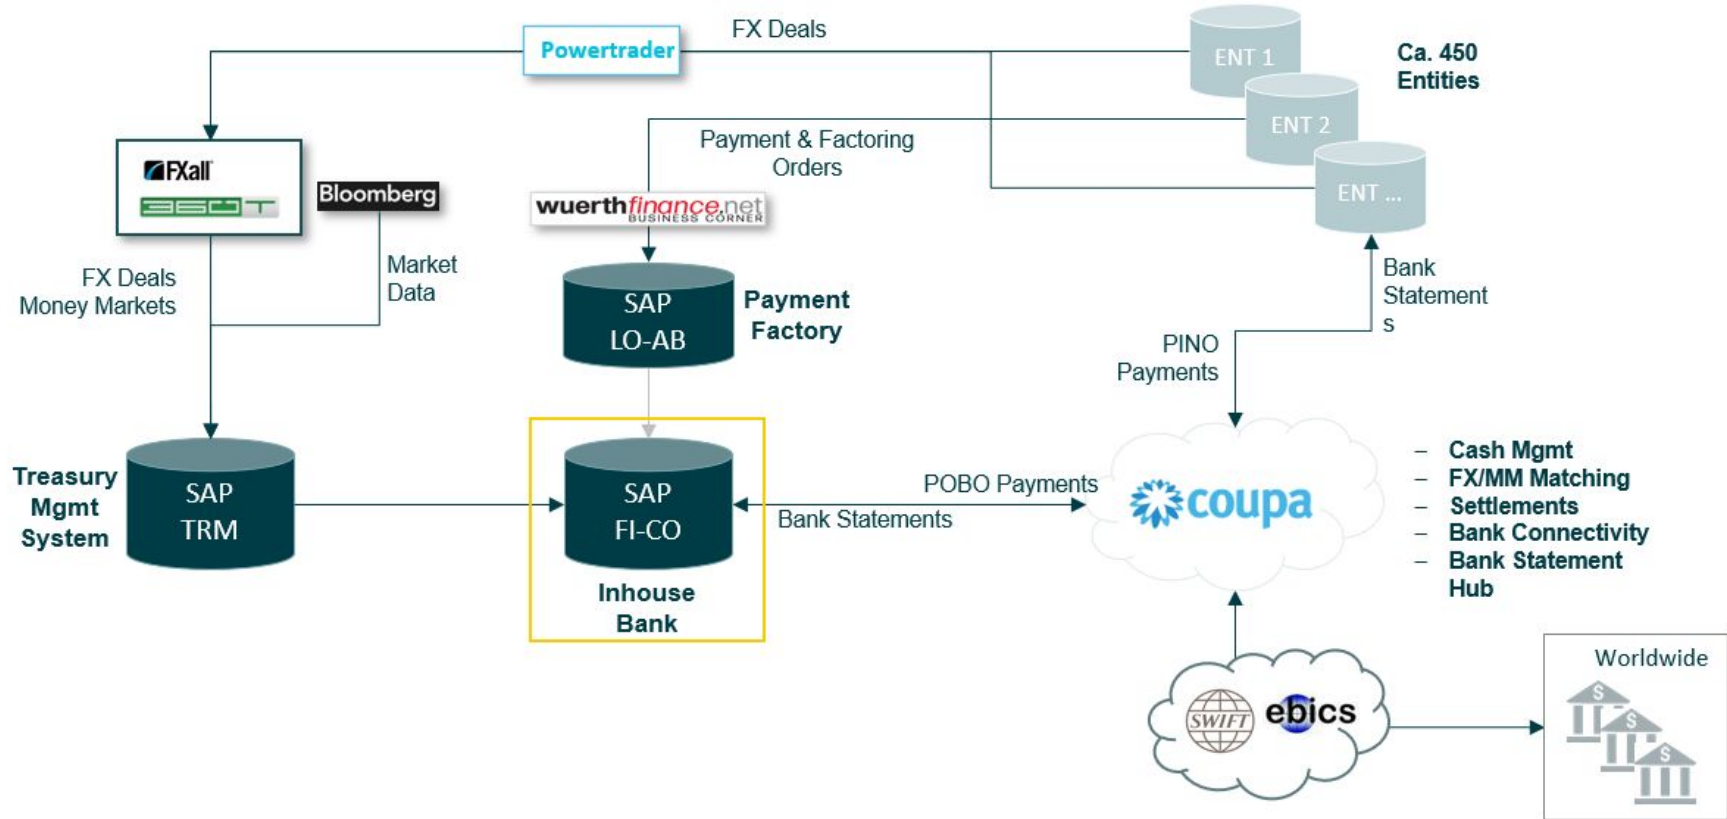 Powertrader
FX Deals
ENT 1
Ca. 450
Entities
ENT 2
ENT ...
Payment & Factoring
Orders
FXall
360T
Bloomberg
wuerthfinance.net
BUSINESS CORNER
FX Deals
Money Markets
Market
Data
SAP
LO-AB
Payment
Factory
Bank
Statement
s
PINO
Payments
Treasury
Mgmt
System
SAP
TRM
SAP
FI-CO
Inhouse
Bank
POBO Payments
Bank Statements
coupa
– Cash Mgmt
– FX/MM Matching
– Settlements
– Bank Connectivity
– Bank Statement
Hub
SWIFT
ebics
Worldwide
$
$
$